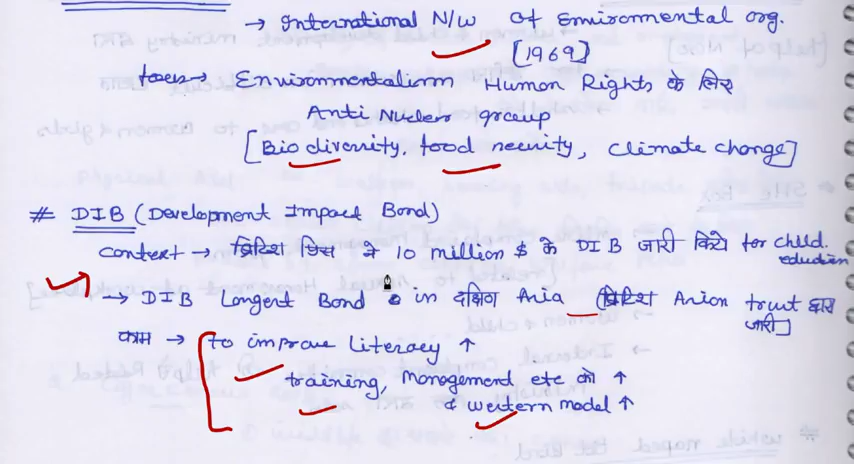 → International N/w Of Environmental org.
[1969]
focus → Environmentalism Human Rights के लिए
Anti Nuclear group
[Bio diversity, food security, Climate change]
# DIB (Development Impact Bond)
context → ब्रिटिश प्रिंस ने 10 million $ के DIB जारी किये for child. education
→ DIB Longest Bond in दक्षिण Asia (ब्रिटिश Asian trust द्वारा जारी]
काम → to improve Literacy ↑
training, Management etc को ↑
& western model ↑